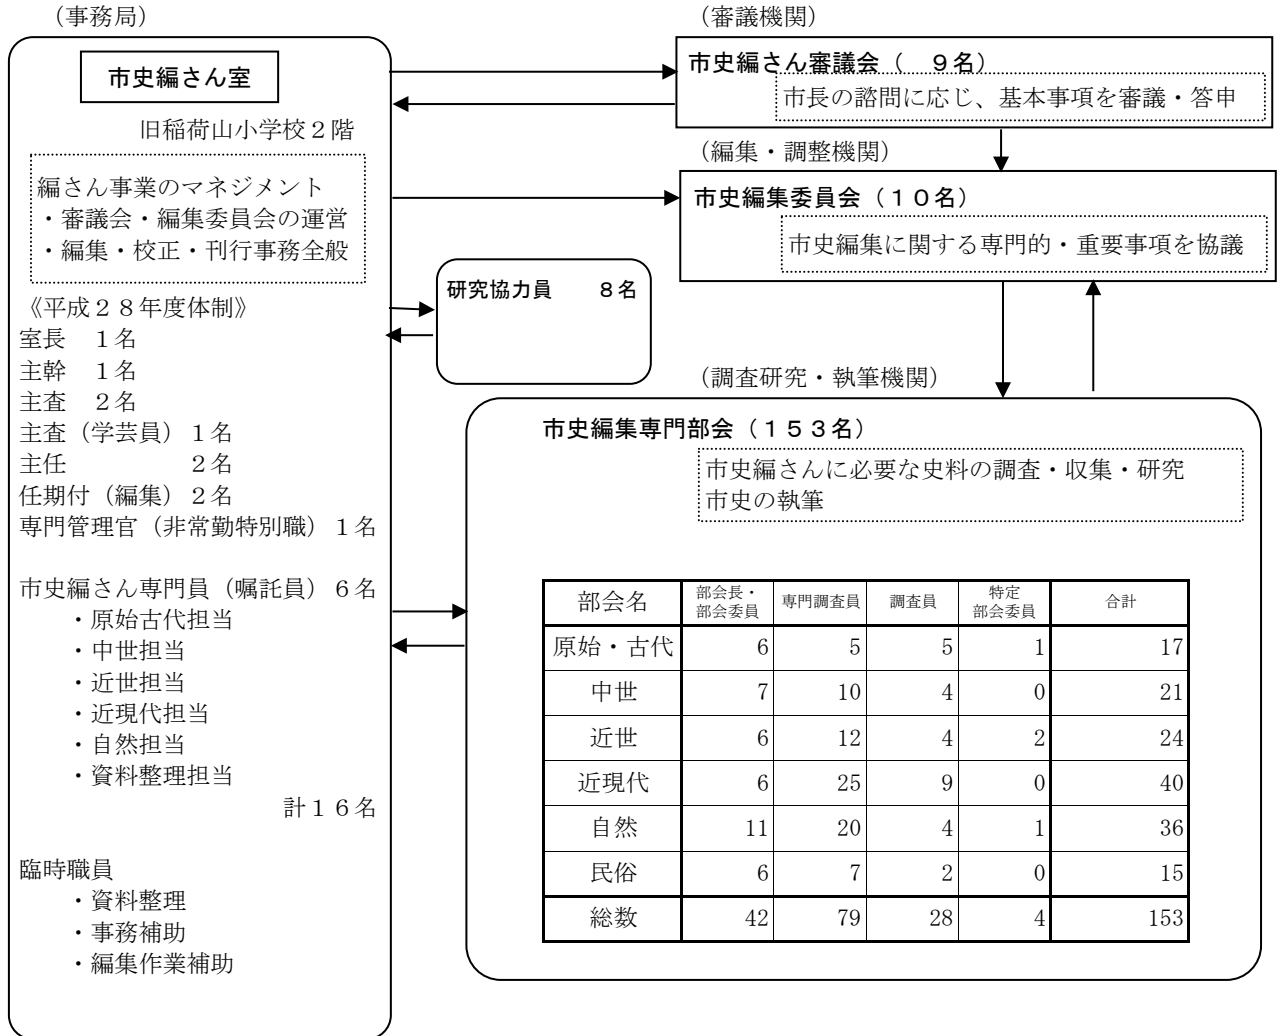 （事務局）
市史編さん室
旧稲荷山小学校２階
編さん事業のマネジメント
・審議会・編集委員会の運営
・編集・校正・刊行事務全般
《平成２８年度体制》
室長　１名
主幹　１名
主査　２名
主査（学芸員）１名
主任　　　　２名
任期付（編集）２名
専門管理官（非常勤特別職）１名
市史編さん専門員（嘱託員）６名
・原始古代担当
・中世担当
・近世担当
・近現代担当
・自然担当
・資料整理担当
計１６名
臨時職員
・資料整理
・事務補助
・編集作業補助
（審議機関）
市史編さん審議会（　９名）
市長の諮問に応じ、基本事項を審議・答申
（編集・調整機関）
市史編集委員会（１０名）
市史編集に関する専門的・重要事項を協議
研究協力員　　８名
（調査研究・執筆機関）
市史編集専門部会（１５３名）
市史編さんに必要な史料の調査・収集・研究
市史の執筆
部会名 部会長・部会委員 専門調査員 調査員 特定部会委員 合計
原始・古代 6 5 5 1 17
中世 7 10 4 0 21
近世 6 12 4 2 24
近現代 6 25 9 0 40
自然 11 20 4 1 36
民俗 6 7 2 0 15
総数 42 79 28 4 153